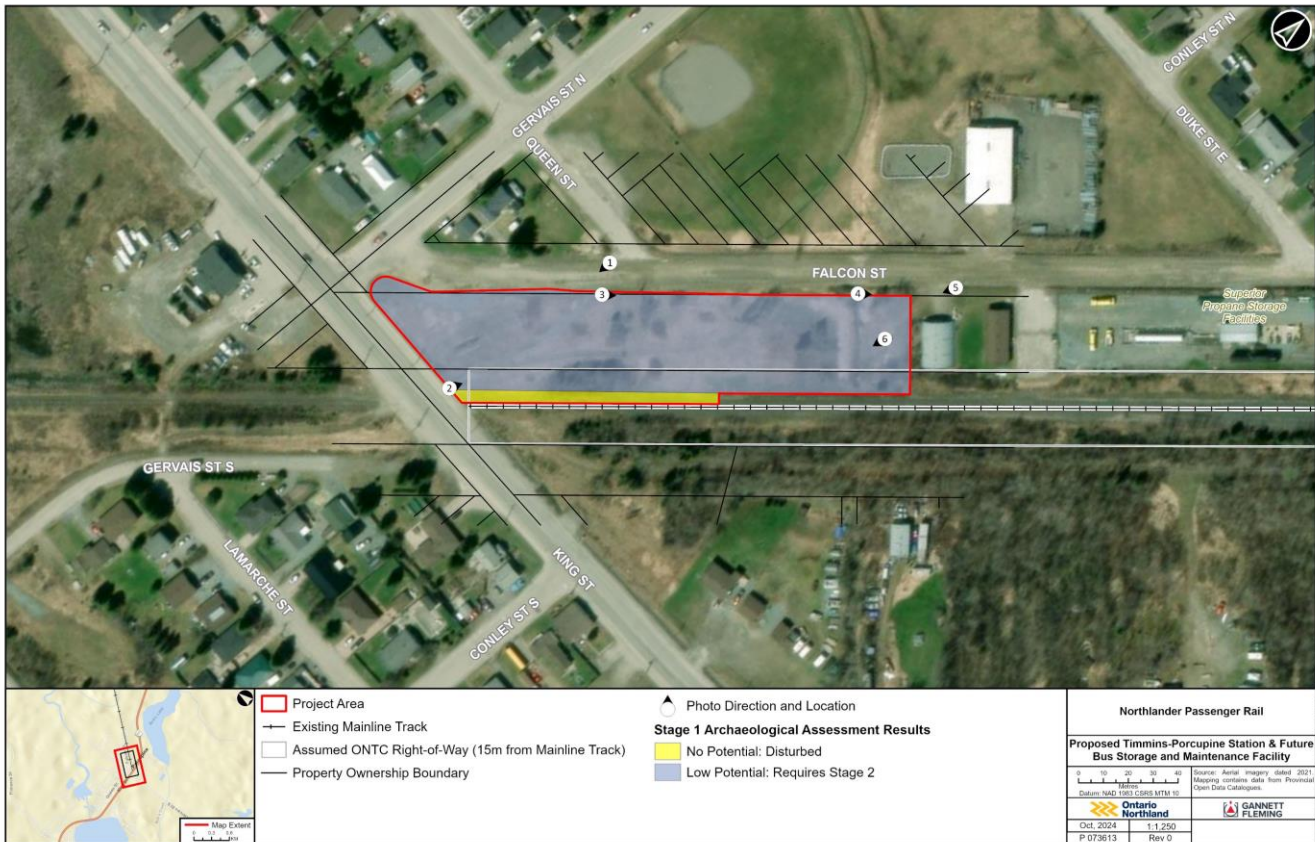 CONLEY ST N
GERVAIS ST N
QUEEN ST
DUKE ST E
1
FALCON ST
3
4
5
Superior
Propane Storage
Facilities
6
2
GERVAIS ST S
LAMARCHE ST
KING ST
CONLEY ST S
Map Extent
Project Area
Existing Mainline Track
Assumed ONTC Right-of-Way (15m from Mainline Track)
Property Ownership Boundary
Photo Direction and Location
Stage 1 Archaeological Assessment Results
No Potential: Disturbed
Low Potential: Requires Stage 2
Northlander Passenger Rail
Proposed Timmins-Porcupine Station & Future
Bus Storage and Maintenance Facility
0 10 20 30 40
Metres
Datum: NAD 1983 CSRS MTM 10
Source: Aerial imagery dated 2021.
Mapping contains data from Provincial
Open Data Catalogues.
Ontario
Northland
GANNETT
FLEMING
Oct, 2024
1:1,250
P 073613
Rev 0